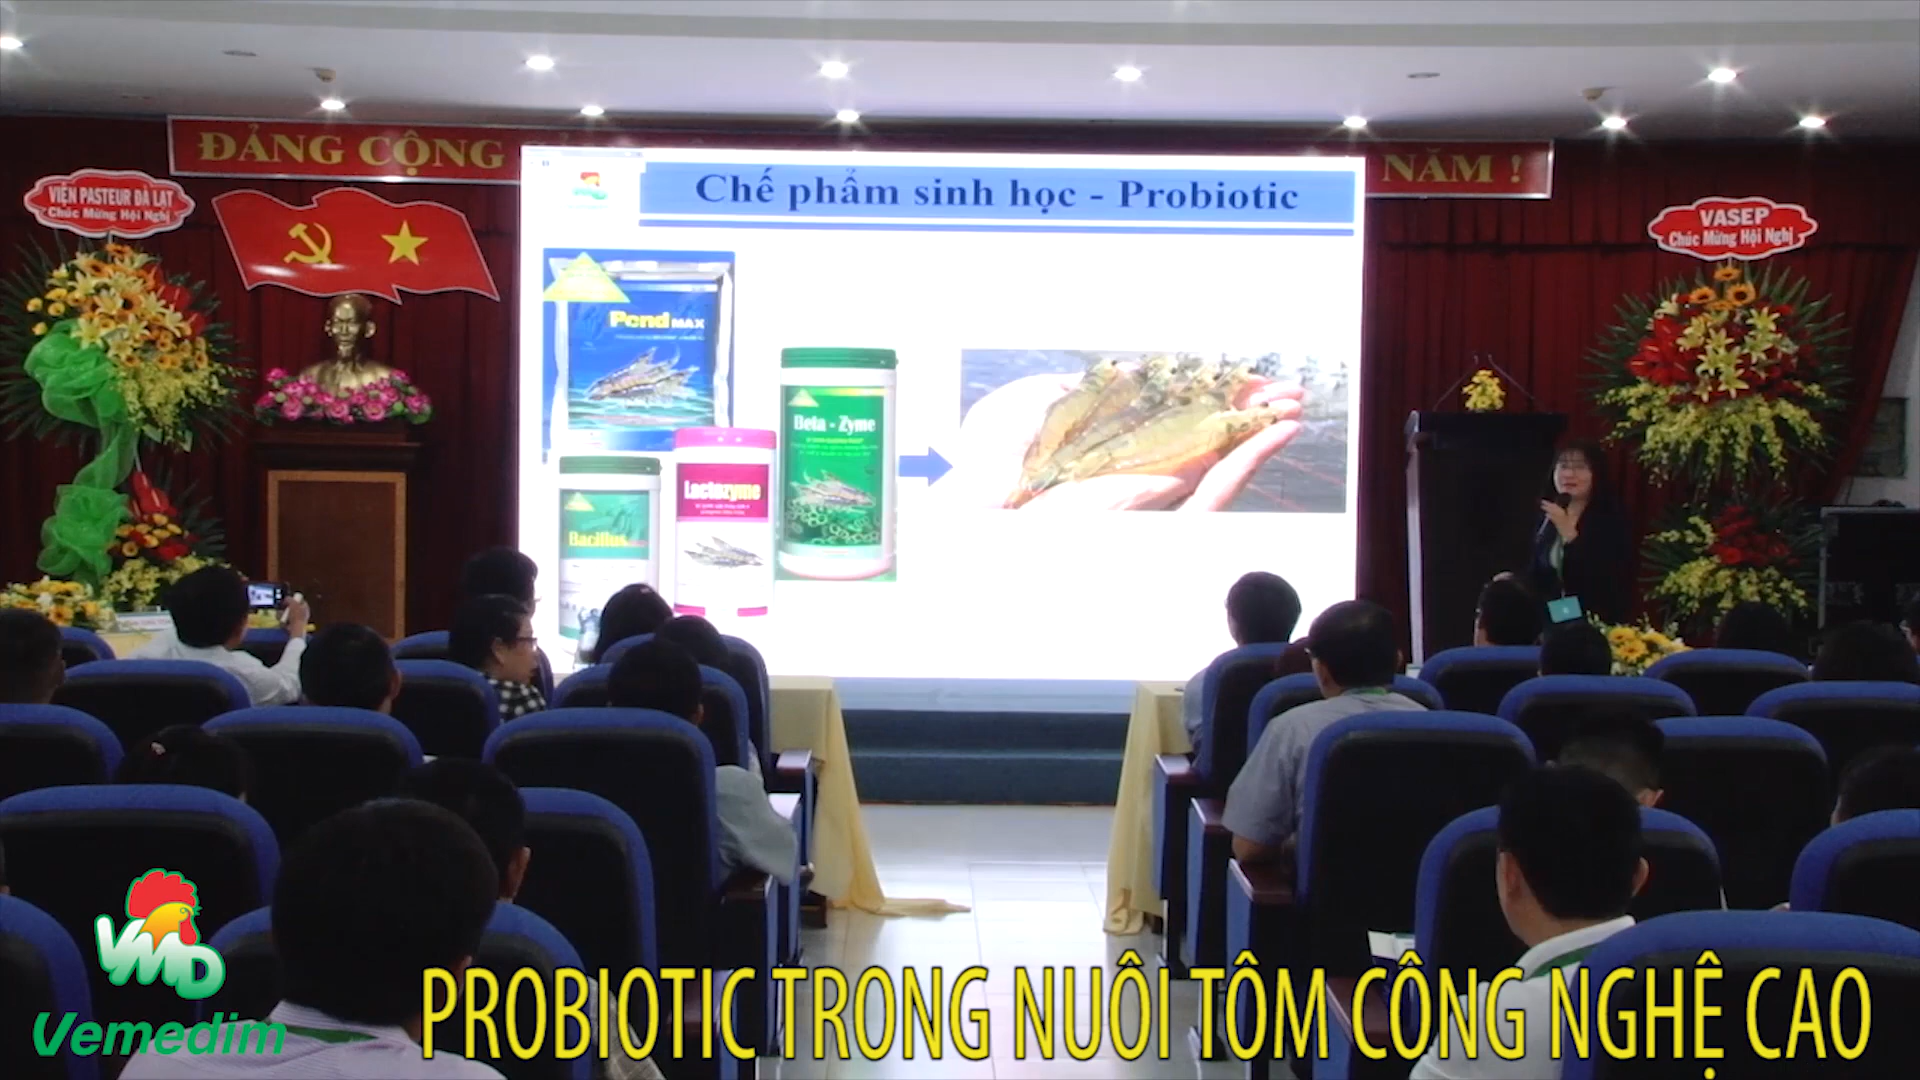 ĐẢNG CỘNG
NĂM !
VIỆN PASTEUR ĐÀ LẠT
Chúc Mừng Hội Nghị
VASEP
Chúc Mừng Hội Nghị
Chế phẩm sinh học - Probiotic
Pond MAX
Beta - Zyme
Lactozyme
Bacillus
VMD
Vemedim
PROBIOTIC TRONG NUÔI TÔM CÔNG NGHỆ CAO